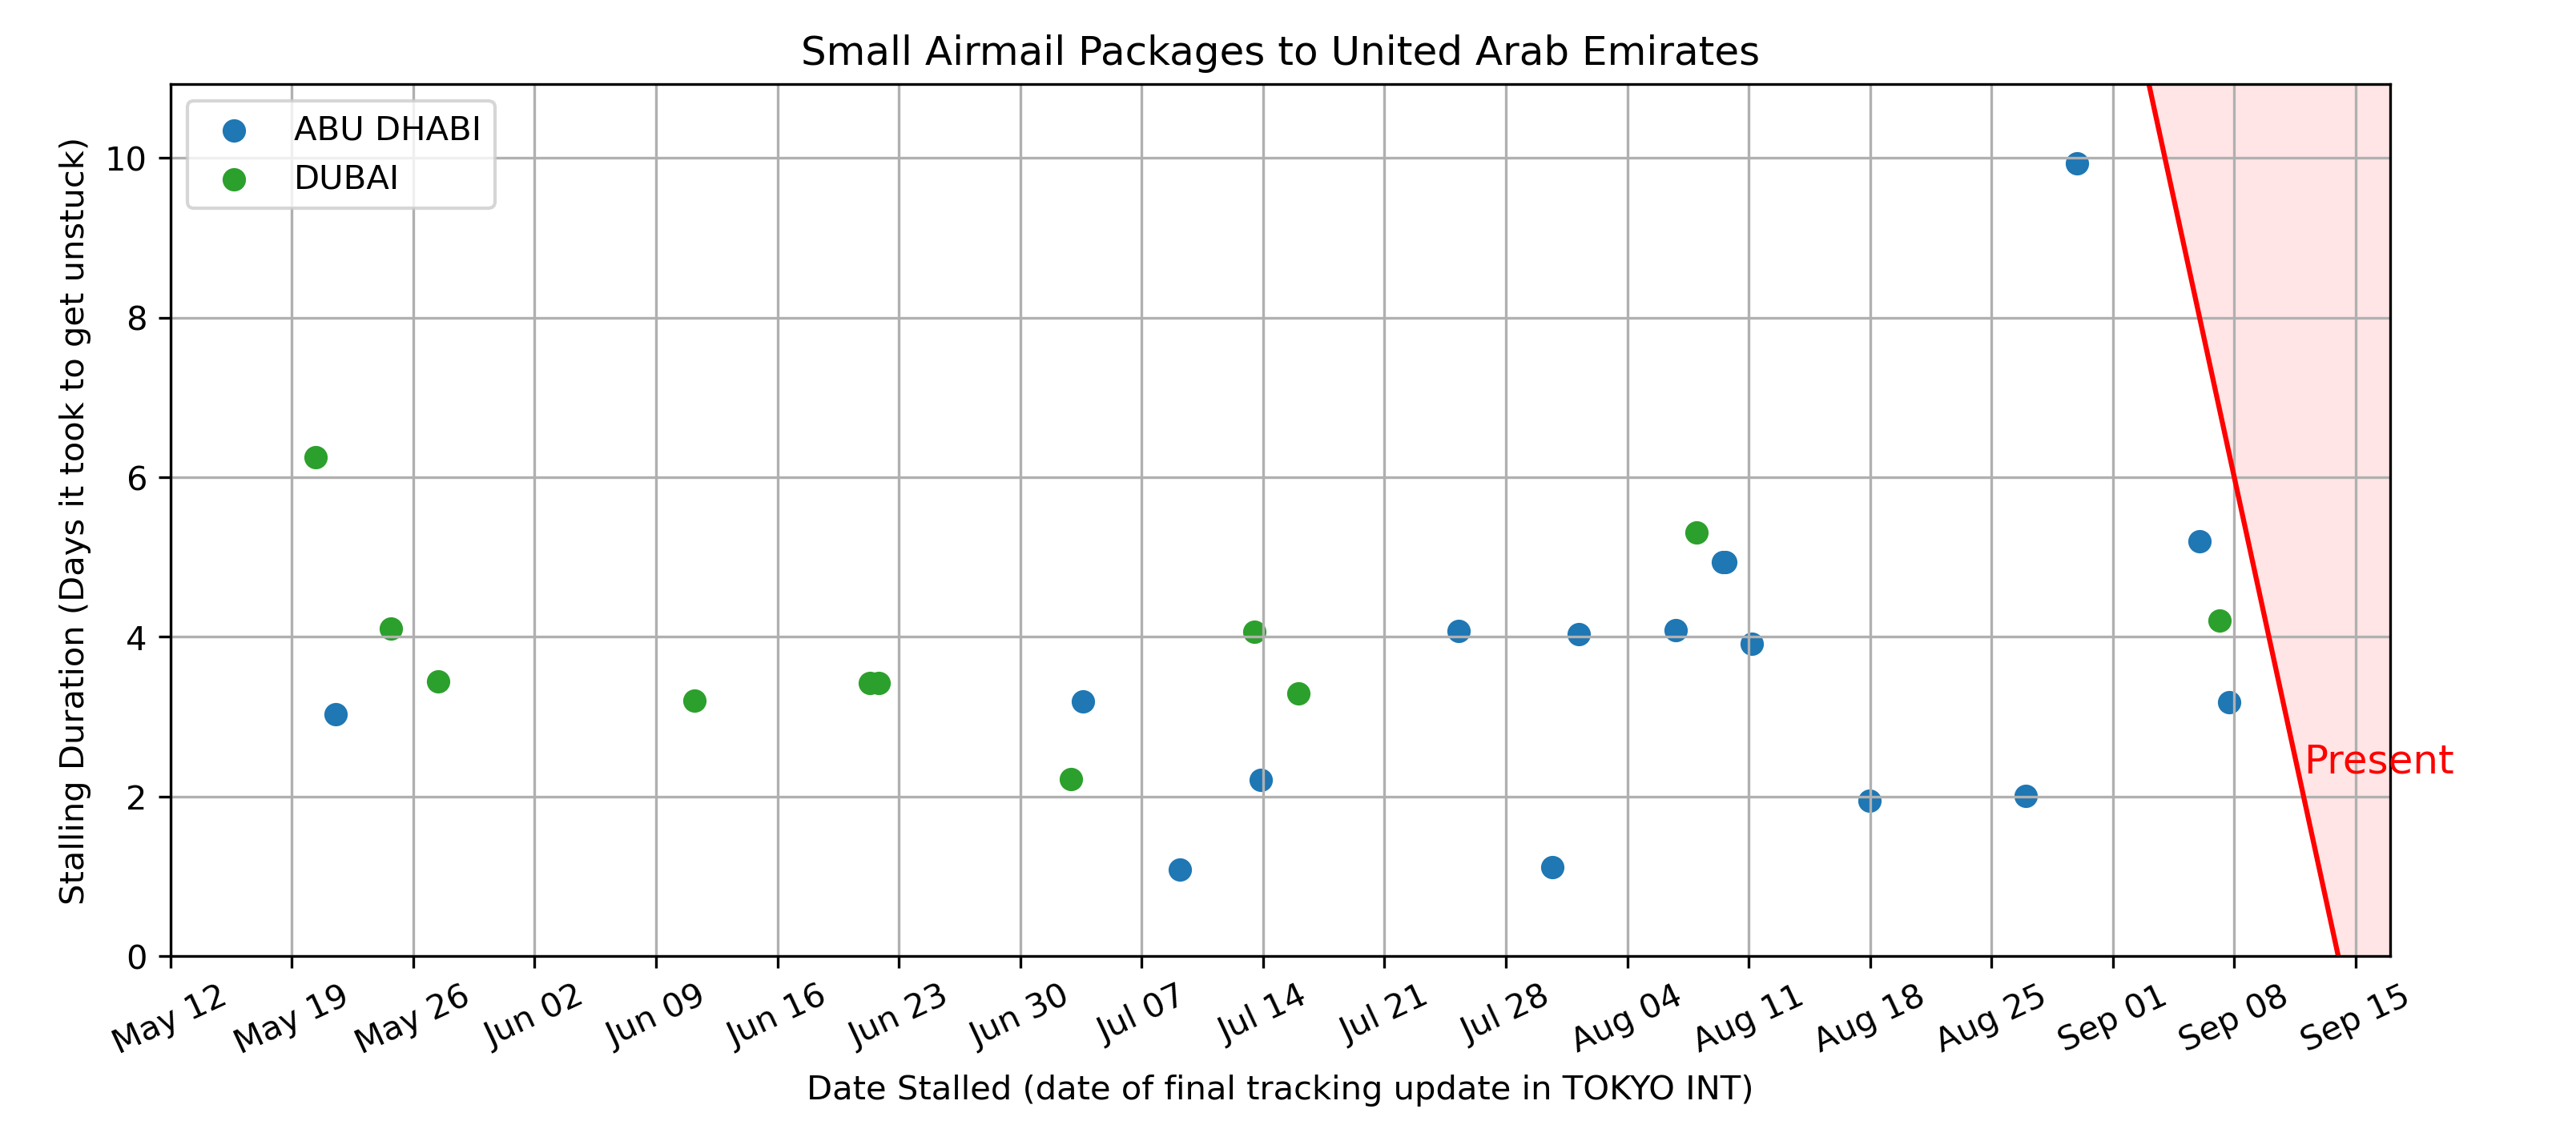 Small Airmail Packages to United Arab Emirates
ABU DHABI
DUBAI
Stalling Duration (Days it took to get unstuck)
10
8
6
4
2
0
Present
May 12
May 19
May 26
Jun 02
Jun 09
Jun 16
Jun 23
Jun 30
Jul 07
Jul 14
Jul 21
Jul 28
Aug 04
Aug 11
Aug 18
Aug 25
Sep 01
Sep 08
Sep 15
Date Stalled (date of final tracking update in TOKYO INT)